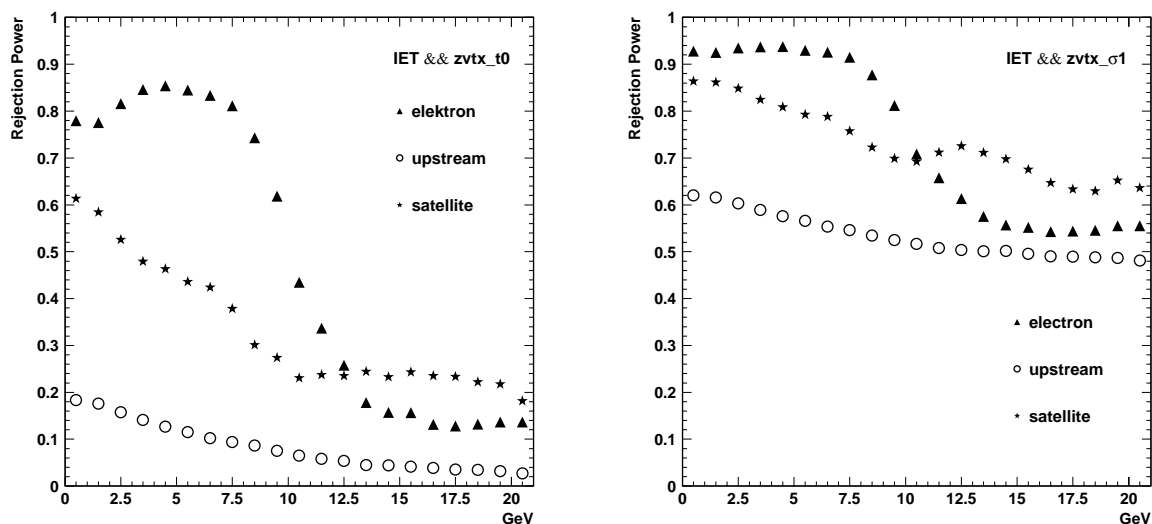 Rejection Power
1
0.9
0.8
0.7
0.6
0.5
0.4
0.3
0.2
0.1
0
IET && zvtx_t0
elektron
upstream
satellite
0 2.5 5 7.5 10 12.5 15 17.5 20
GeV
Rejection Power
1
0.9
0.8
0.7
0.6
0.5
0.4
0.3
0.2
0.1
0
IET && zvtx_σ1
electron
upstream
satellite
0 2.5 5 7.5 10 12.5 15 17.5 20
GeV